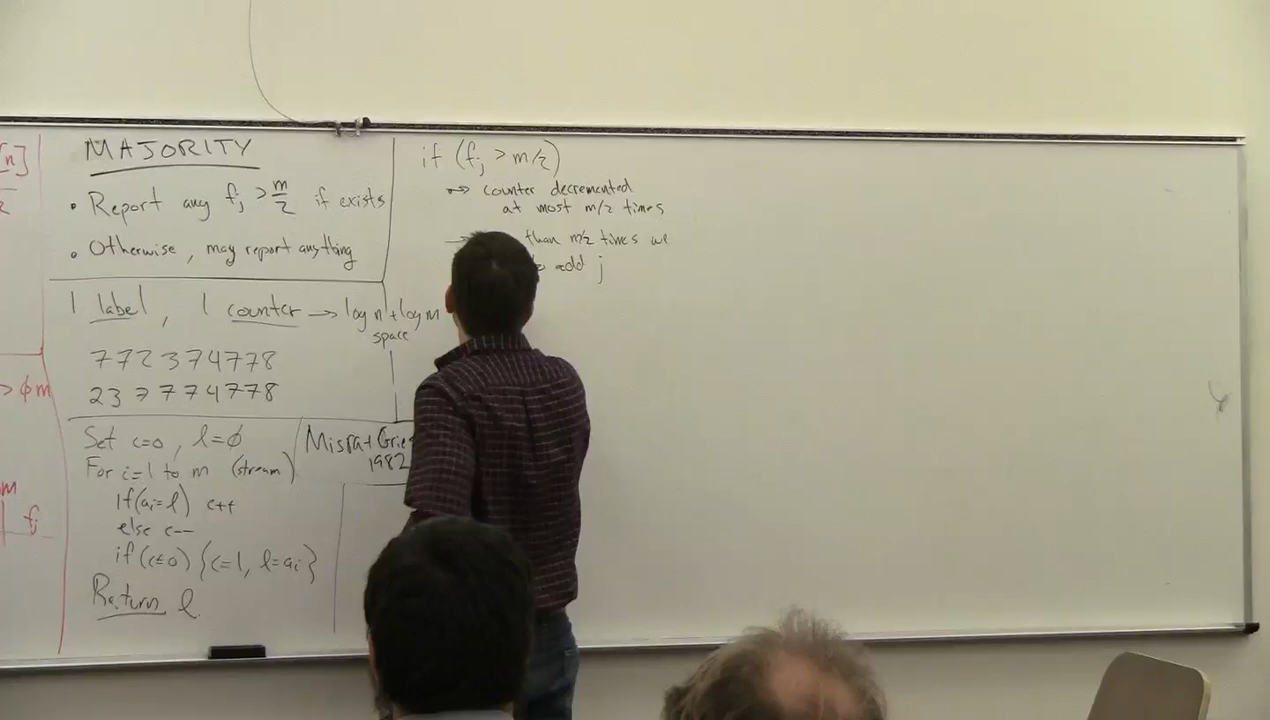 [n]
MAJORITY
• Report any fj > m/2 if exists
• Otherwise, may report anything
1 label, 1 counter → log n + log m
space
7 7 2 3 7 4 7 7 8
2 3 7 7 7 4 7 7 8
> φm
Set c=0, l=φ
For i=1 to m (stream)
if(ai=l) c++
else c--
if (c≤0) {c=1, l=ai}
Return l
Misra+Grie
1982
m
fj
if (fj > m/2)
↦ counter decremented
at most m/2 times
→ than m/2 times we
add j